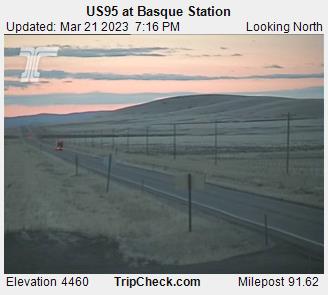 US95 at Basque Station
Updated: Mar 21 2023 7:16 PM Looking North
Elevation 4460 TripCheck.com Milepost 91.62